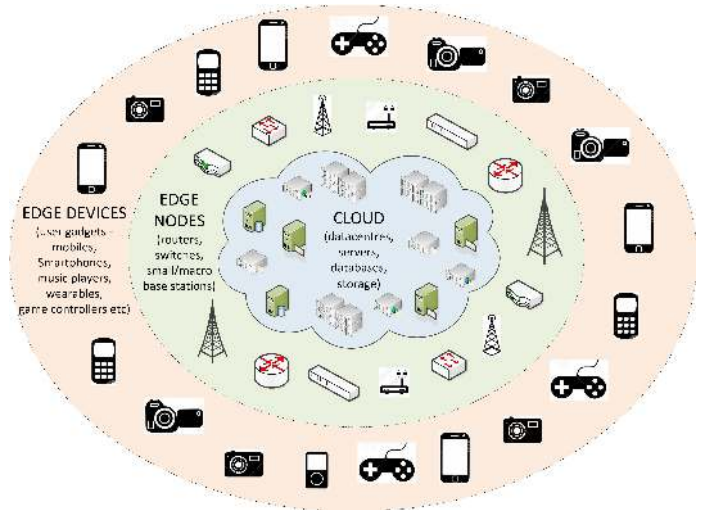 EDGE DEVICES
(user gadgets -
mobiles,
Smartphones,
music players,
wearables,
game controllers etc)
EDGE
NODES
(routers,
switches,
small/macro
base stations)
CLOUD
(datacentres,
servers,
databases,
storage)